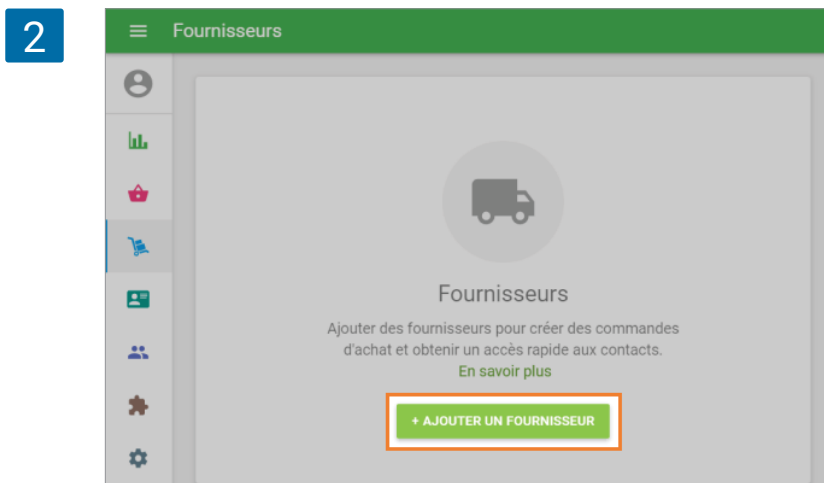 2
Fournisseurs
Fournisseurs
Ajouter des fournisseurs pour créer des commandes
d'achat et obtenir un accès rapide aux contacts.
En savoir plus
+ AJOUTER UN FOURNISSEUR